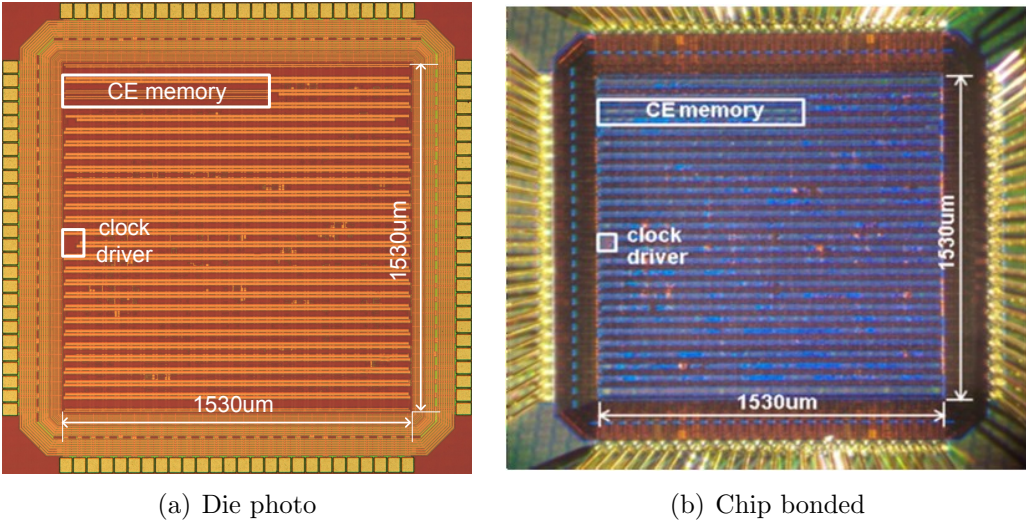 CE memory
clock
driver
1530um
1530um
(a) Die photo
CE memory
clock
driver
1530um
1530um
(b) Chip bonded